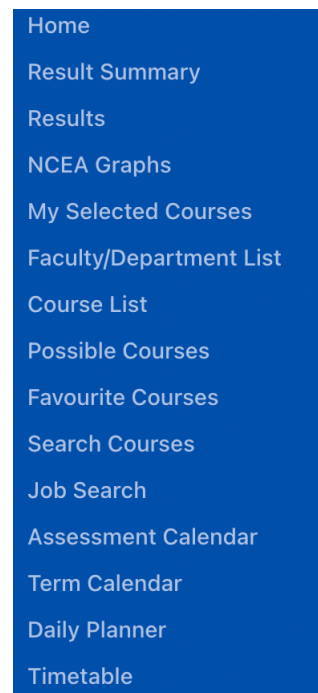 Home
Result Summary
Results
NCEA Graphs
My Selected Courses
Faculty/Department List
Course List
Possible Courses
Favourite Courses
Search Courses
Job Search
Assessment Calendar
Term Calendar
Daily Planner
Timetable